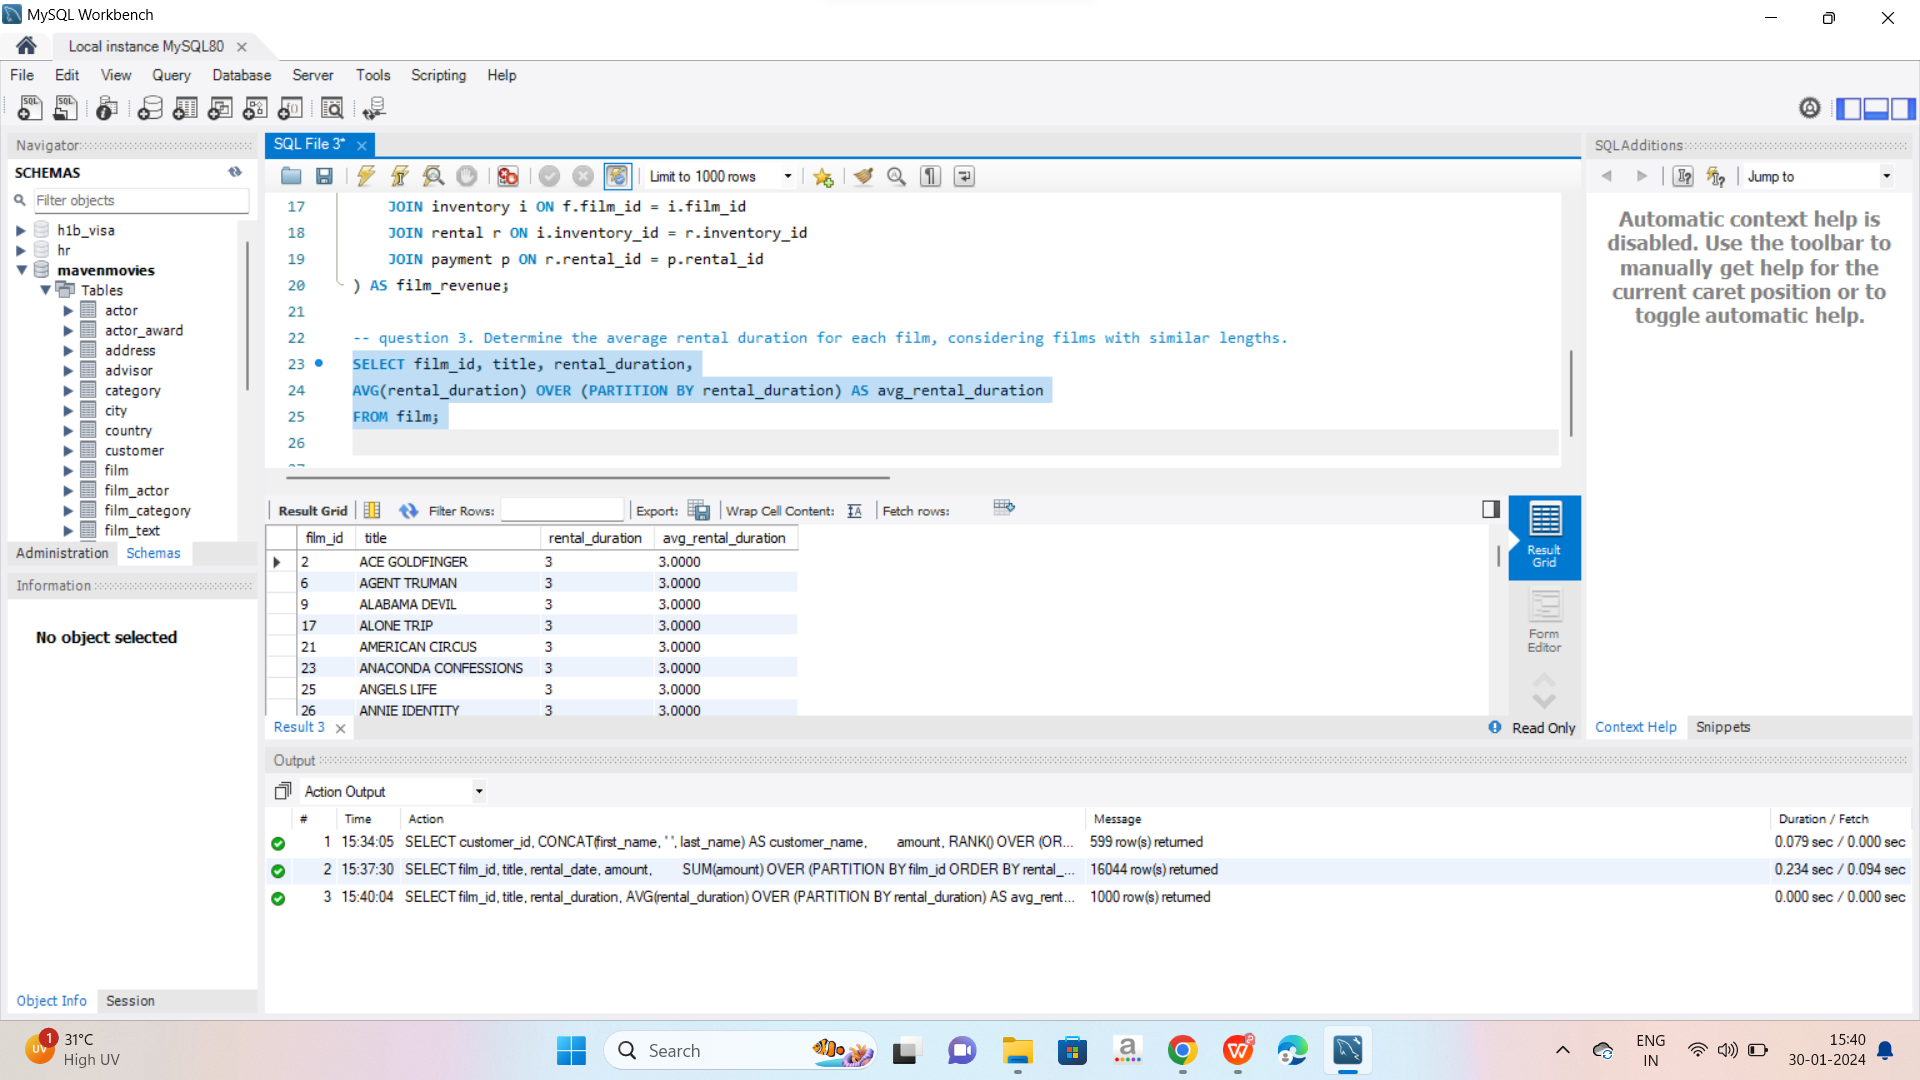 MySQL Workbench
Local instance MySQL80
File Edit View Query Database Server Tools Scripting Help
Navigator
SCHEMAS
Filter objects
h1b_visa
hr
mavenmovies
Tables
actor
actor_award
address
advisor
category
city
country
customer
film
film_actor
film_category
film_text
Administration Schemas
Information
No object selected
Object Info Session
SQL File 3*
Limit to 1000 rows
17 JOIN inventory i ON f.film_id = i.film_id
18 JOIN rental r ON i.inventory_id = r.inventory_id
19 JOIN payment p ON r.rental_id = p.rental_id
20 ) AS film_revenue;
21
22 -- question 3. Determine the average rental duration for each film, considering films with similar lengths.
23 SELECT film_id, title, rental_duration,
24 AVG(rental_duration) OVER (PARTITION BY rental_duration) AS avg_rental_duration
25 FROM film;
26
Result Grid Filter Rows: Export: Wrap Cell Content: Fetch rows:
film_id title rental_duration avg_rental_duration
2 ACE GOLDFINGER 3 3.0000
6 AGENT TRUMAN 3 3.0000
9 ALABAMA DEVIL 3 3.0000
17 ALONE TRIP 3 3.0000
21 AMERICAN CIRCUS 3 3.0000
23 ANACONDA CONFESSIONS 3 3.0000
25 ANGELS LIFE 3 3.0000
26 ANNIE IDENTITY 3 3.0000
Result Grid
Form Editor
Result 3
Read Only
SQLAdditions
Jump to
Automatic context help is
disabled. Use the toolbar to
manually get help for the
current caret position or to
toggle automatic help.
Context Help Snippets
Output
Action Output
# Time Action Message Duration / Fetch
1 15:34:05 SELECT customer_id, CONCAT(first_name, ' ', last_name) AS customer_name, amount, RANK() OVER (OR... 599 row(s) returned 0.079 sec / 0.000 sec
2 15:37:30 SELECT film_id, title, rental_date, amount, SUM(amount) OVER (PARTITION BY film_id ORDER BY rental_... 16044 row(s) returned 0.234 sec / 0.094 sec
3 15:40:04 SELECT film_id, title, rental_duration, AVG(rental_duration) OVER (PARTITION BY rental_duration) AS avg_rent... 1000 row(s) returned 0.000 sec / 0.000 sec
1
UV
31°C
High UV
Search
ENG
IN
15:40
30-01-2024